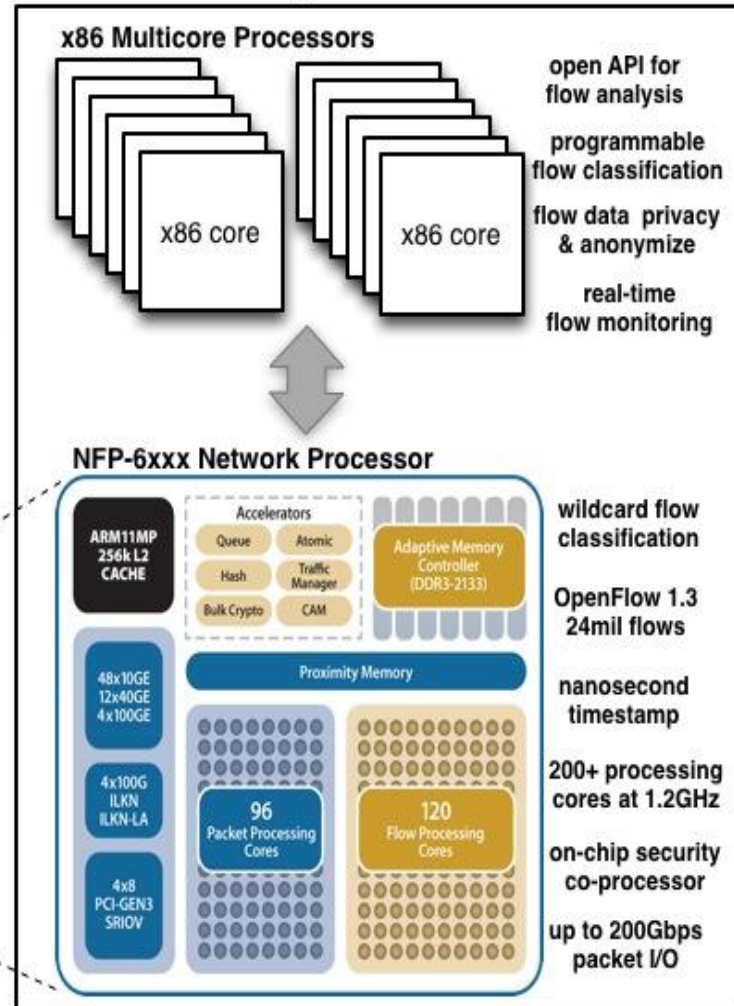 x86 Multicore Processors
x86 core
x86 core
open API for
flow analysis
programmable
flow classification
flow data privacy
& anonymize
real-time
flow monitoring
NFP-6xxx Network Processor
ARM11MP
256k L2
CACHE
Accelerators
Queue
Atomic
Hash
Traffic
Manager
Bulk Crypto
CAM
Adaptive Memory
Controller
(DDR3-2133)
Proximity Memory
48x10GE
12x40GE
4x100GE
4x100G
ILKN
ILKN-LA
4x8
PCI-GEN3
SRIOV
96
Packet Processing
Cores
120
Flow Processing
Cores
wildcard flow
classification
OpenFlow 1.3
24mil flows
nanosecond
timestamp
200+ processing
cores at 1.2GHz
on-chip security
co-processor
up to 200Gbps
packet I/O